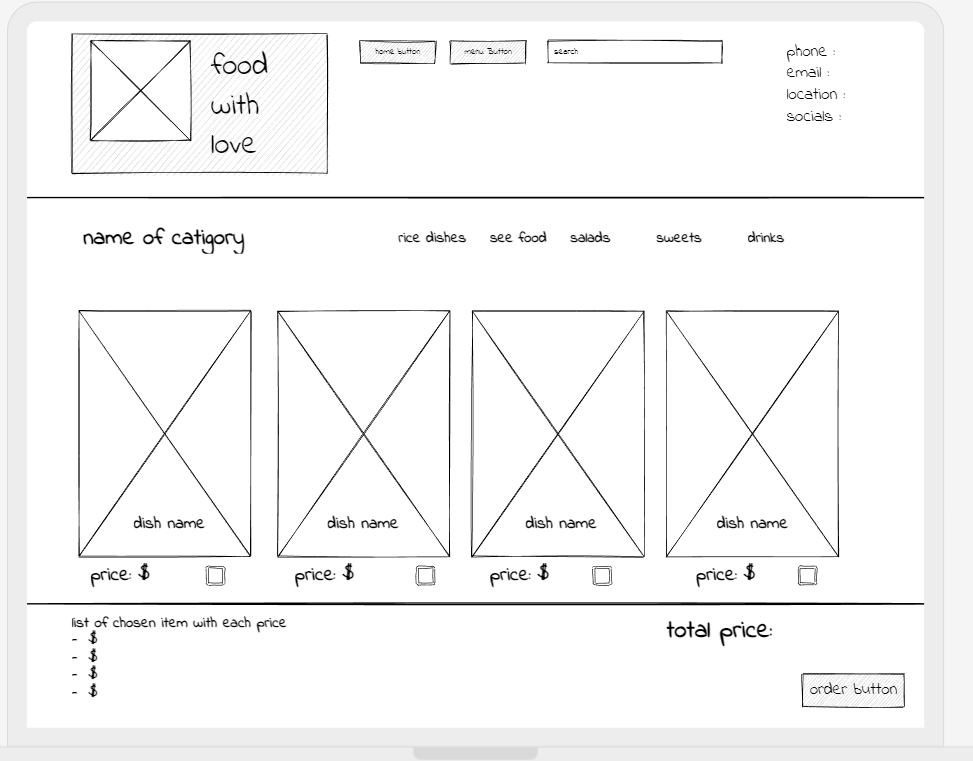 food
with
love
home button
menu Button
search
phone :
email :
location :
socials :
name of catigory
rice dishes
see food
salads
sweets
drinks
dish name
dish name
dish name
dish name
price: $
price: $
price: $
price: $
list of chosen item with each price
- $
- $
- $
- $
total price:
order button